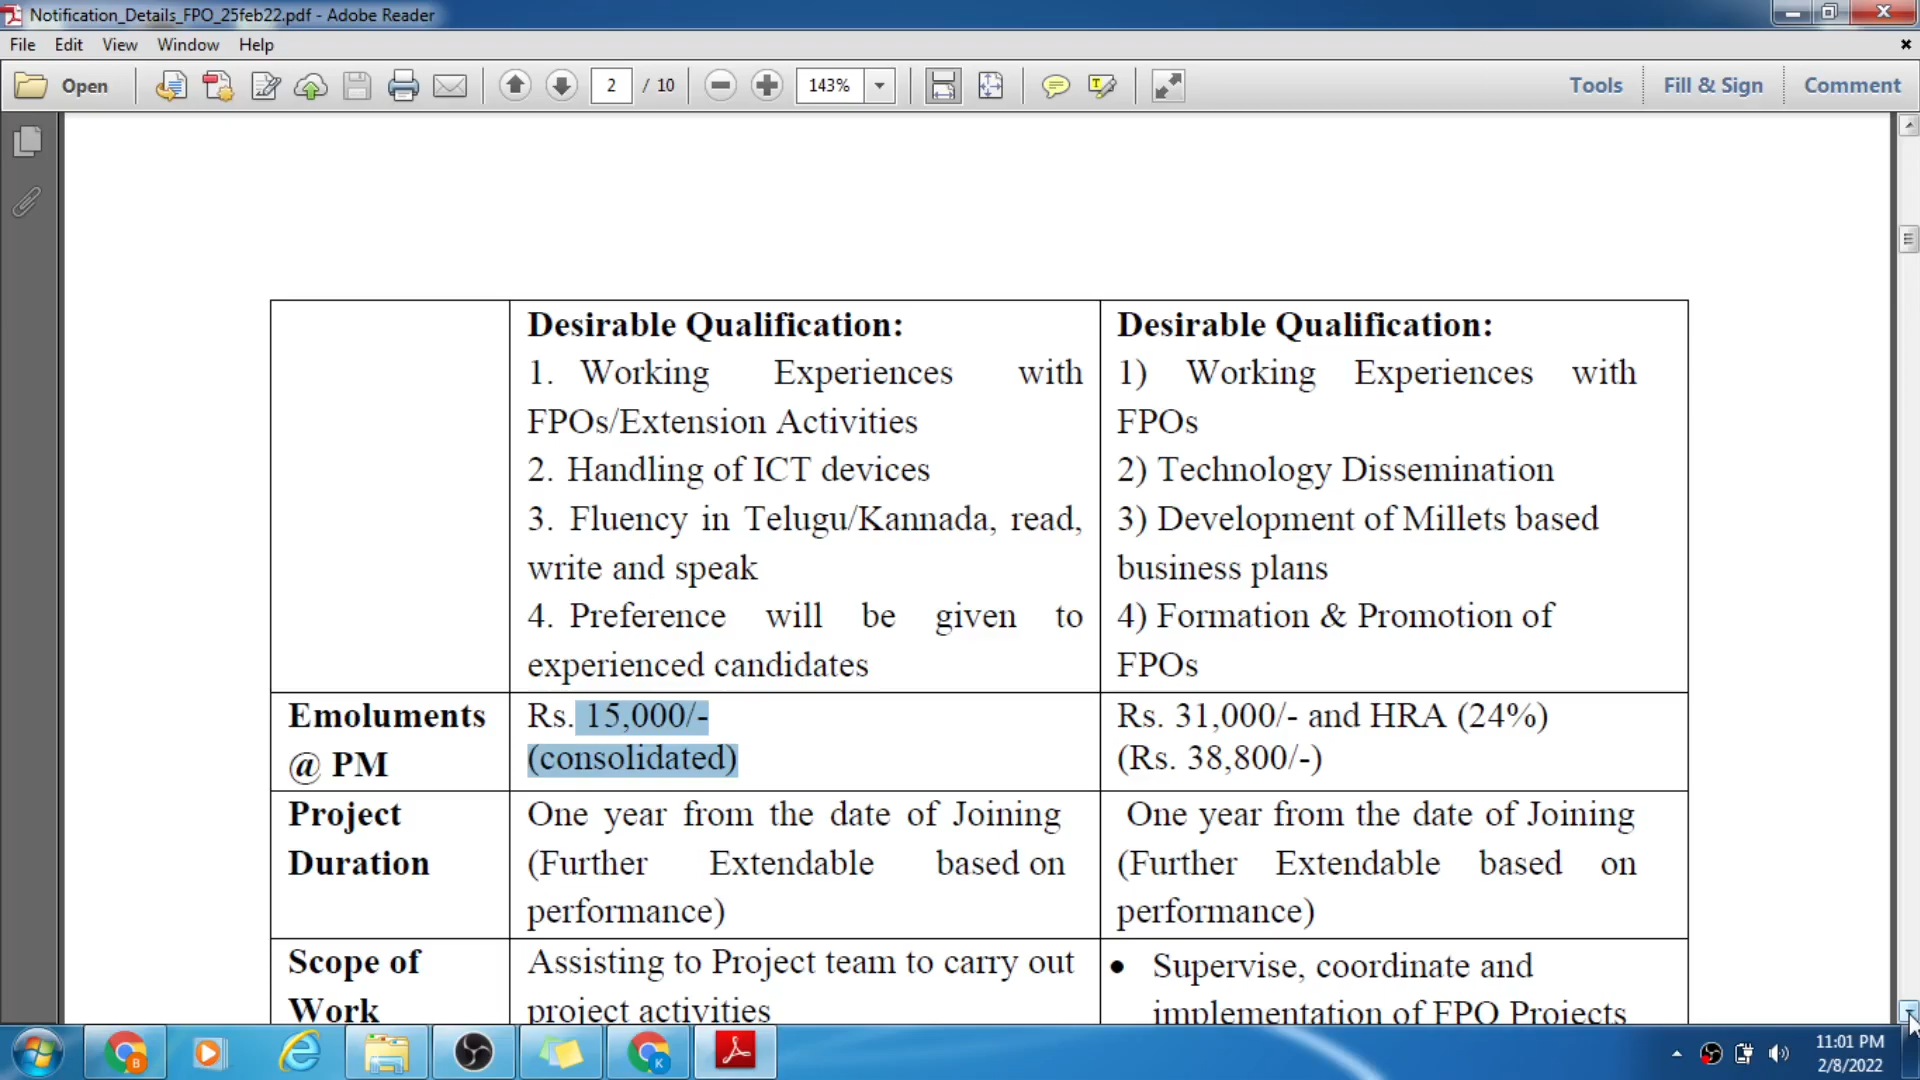 Notification_Details_FPO_25feb22.pdf - Adobe Reader
File Edit View Window Help
Open 2 / 10 143% Tools Fill & Sign Comment
Desirable Qualification:
1. Working Experiences with
FPOs/Extension Activities
2. Handling of ICT devices
3. Fluency in Telugu/Kannada, read,
write and speak
4. Preference will be given to
experienced candidates
Desirable Qualification:
1) Working Experiences with
FPOs
2) Technology Dissemination
3) Development of Millets based
business plans
4) Formation & Promotion of
FPOs
Emoluments
@ PM
Rs. 15,000/-
(consolidated)
Rs. 31,000/- and HRA (24%)
(Rs. 38,800/-)
Project
Duration
One year from the date of Joining
(Further Extendable based on
performance)
One year from the date of Joining
(Further Extendable based on
performance)
Scope of
Work
Assisting to Project team to carry out
project activities
• Supervise, coordinate and
implementation of FPO Projects
11:01 PM
2/8/2022